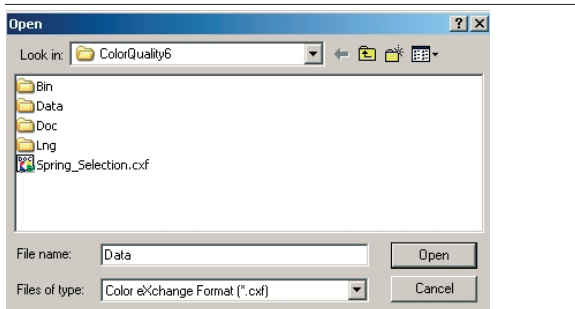 Open
Look in: ColorQuality6
Bin
Data
Doc
Lng
Spring_Selection.cxf
File name: Data Open
Files of type: Color eXchange Format (*.cxf) Cancel